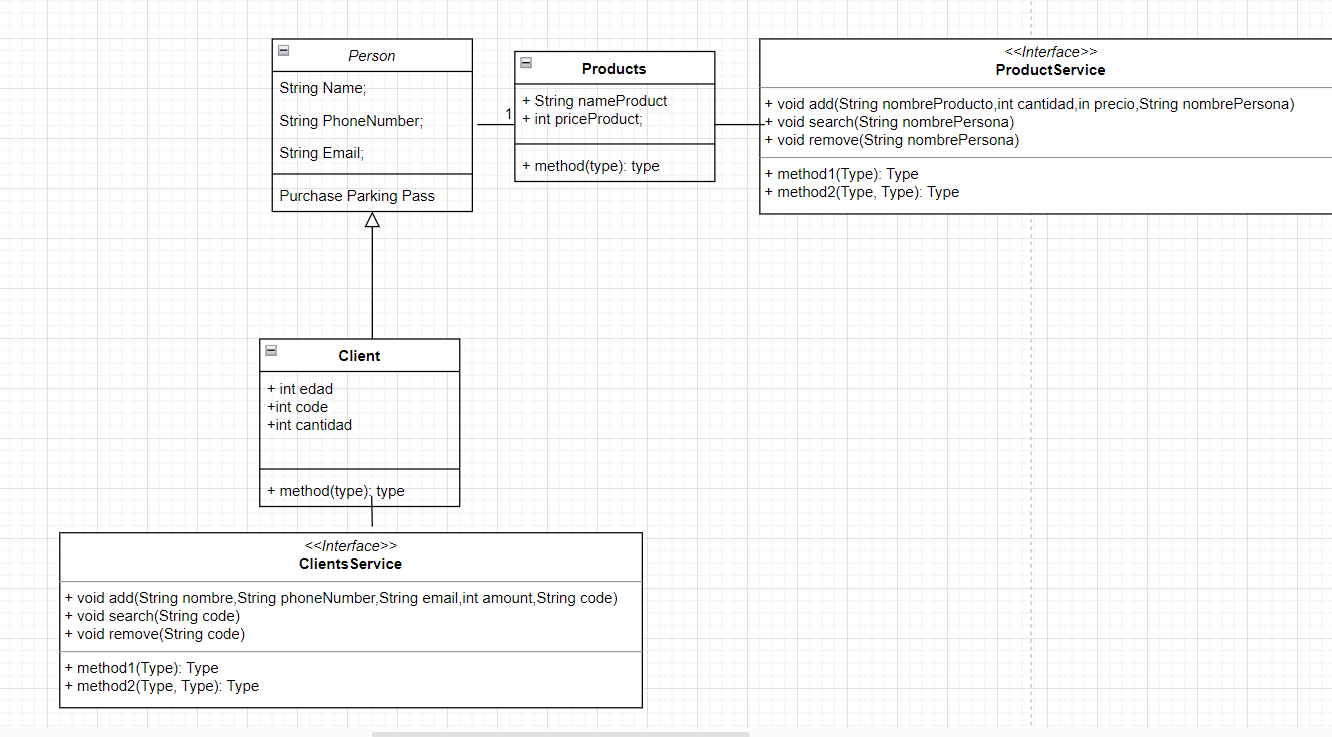 Person
String Name;
String PhoneNumber;
String Email;
Purchase Parking Pass
1
Products
+ String nameProduct
+ int priceProduct;
+ method(type): type
<<Interface>>
ProductService
+ void add(String nombreProducto,int cantidad,in precio,String nombrePersona)
+ void search(String nombrePersona)
+ void remove(String nombrePersona)
+ method1(Type): Type
+ method2(Type, Type): Type
Client
+ int edad
+int code
+int cantidad
+ method(type): type
<<Interface>>
ClientsService
+ void add(String nombre,String phoneNumber,String email,int amount,String code)
+ void search(String code)
+ void remove(String code)
+ method1(Type): Type
+ method2(Type, Type): Type